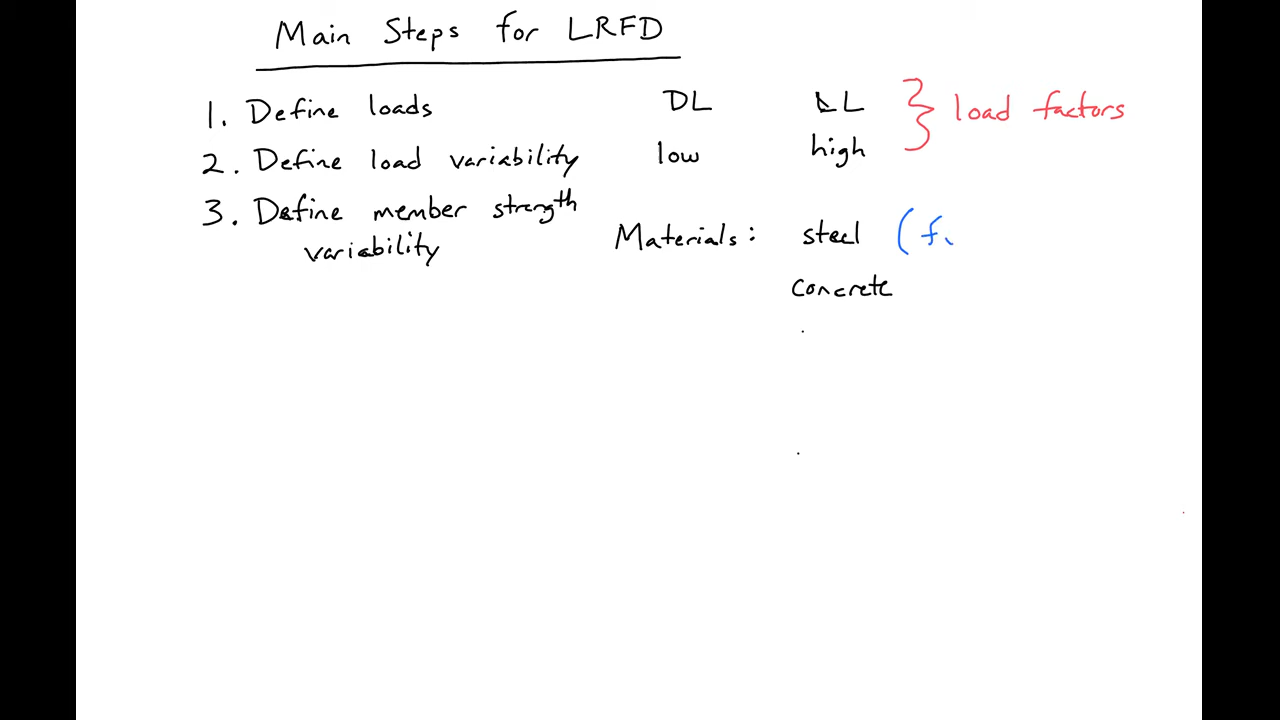 Main Steps for LRFD
1. Define loads DL LL load factors
2. Define load variability low high
3. Define member strength
variability Materials: steel (f
concrete